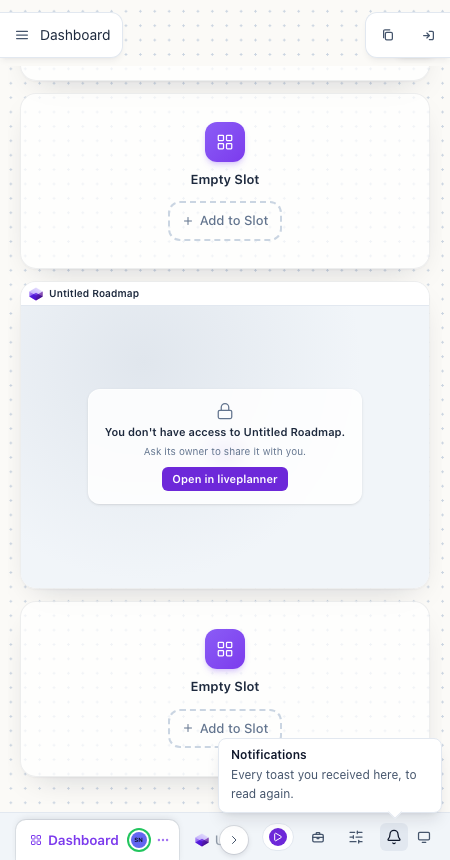 Dashboard
Empty Slot
+ Add to Slot
Untitled Roadmap
You don't have access to Untitled Roadmap.
Ask its owner to share it with you.
Open in liveplanner
Empty Slot
+ Add to Slot
Notifications
Every toast you received here, to
read again.
Dashboard SN